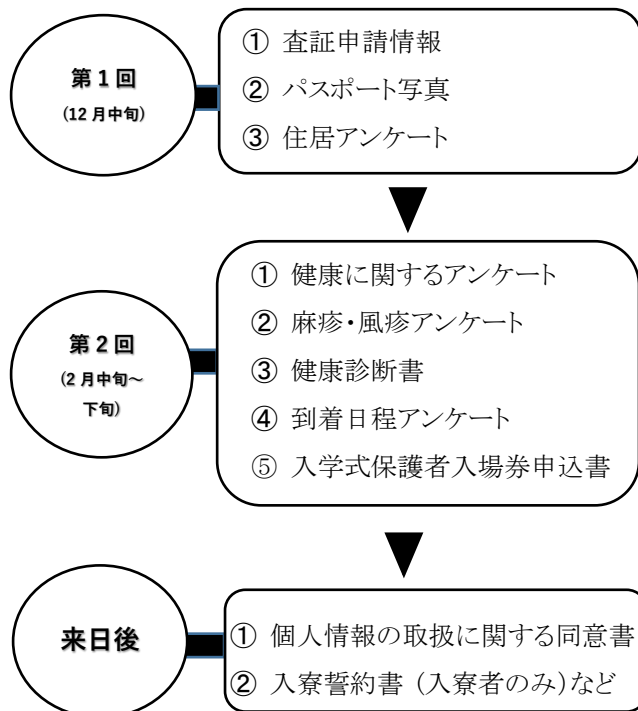 第1回
(12月中旬)
① 査証申請情報
② パスポート写真
③ 住居アンケート
第2回
(2月中旬～
下旬)
① 健康に関するアンケート
② 麻疹・風疹アンケート
③ 健康診断書
④ 到着日程アンケート
⑤ 入学式保護者入場券申込書
来日後
① 個人情報の取扱に関する同意書
② 入寮誓約書 (入寮者のみ)など